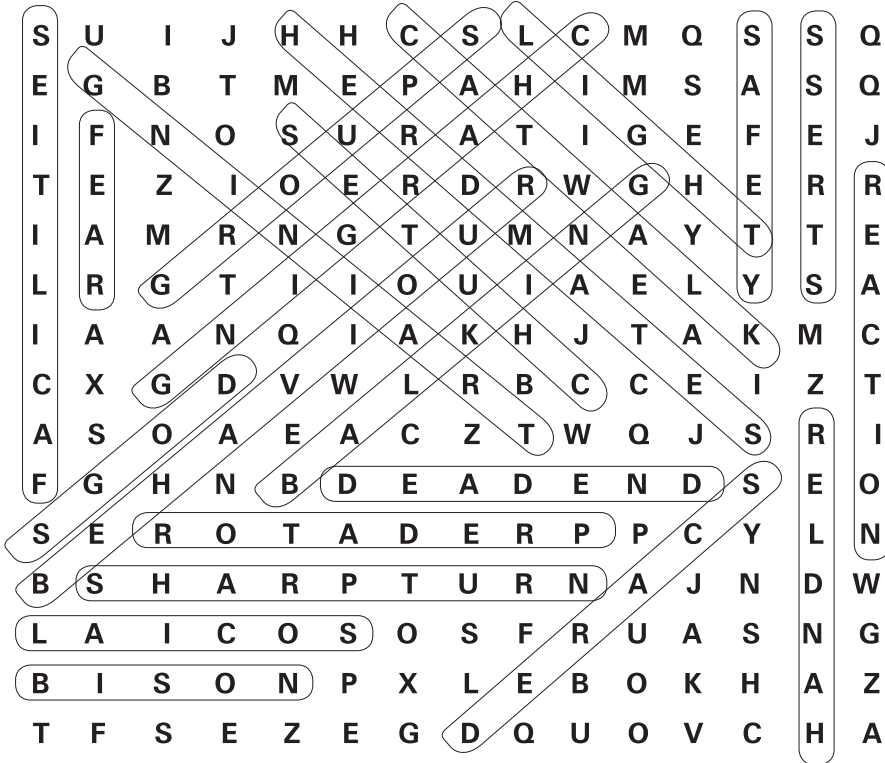 S U I J H H C S L C M Q S S Q
E G B T M E P A H I M S A S Q
I F N O S U R A T I G E F E J
T E Z I O E R D R W G H E R R
I A M R N G T U M N A Y T T E
L R G T I I O U I A E L Y S A
I A A N Q I A K H J T A K M C
C X G D V W L R B C C E I Z T
A S O A E A C Z T W Q J S R I
F G H N B D E A D E N D S E O
S E R O T A D E R P P C Y L N
B S H A R P T U R N A J N D W
L A I C O S O S F R U A S N G
B I S O N P X L E B O K H A Z
T F S E Z E G D Q U O V C H A